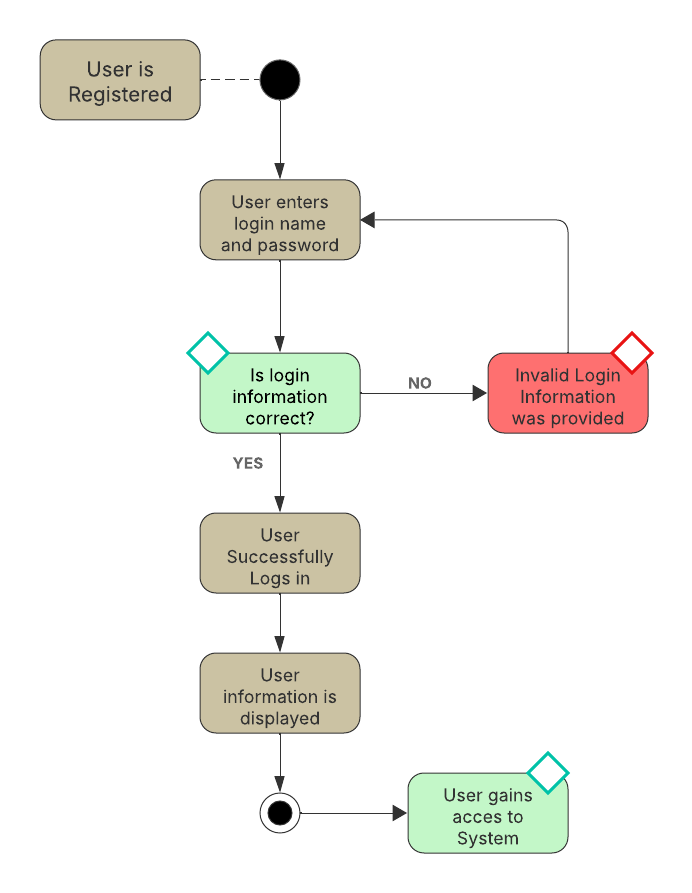 User is
Registered
User enters
login name
and password
Is login
information
correct?
NO
Invalid Login
Information
was provided
YES
User
Successfully
Logs in
User
information is
displayed
User gains
acces to
System